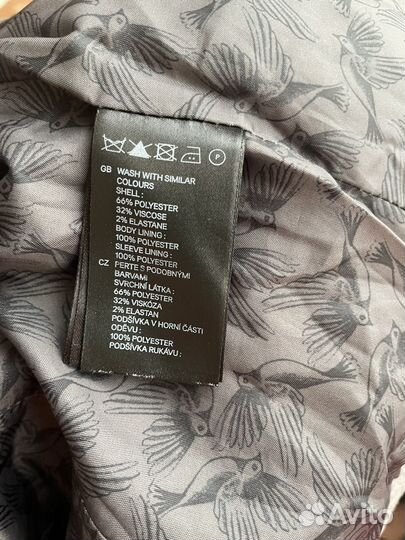 P
GB WASH WITH SIMILAR
COLOURS
SHELL :
66% POLYESTER
32% VISCOSE
2% ELASTANE
BODY LINING :
100% POLYESTER
SLEEVE LINING :
100% POLYESTER
CZ FERTE S PODOBNÝMI
BARVAMI
SVRCHNÍ LÁTKA :
66% POLYESTER
32% VISKÓZA
2% ELASTAN
PODŠÍVKA V HORNÍ ČÁSTI
ODĚVU :
100% POLYESTER
PODŠÍVKA RUKÁVU :
Avito